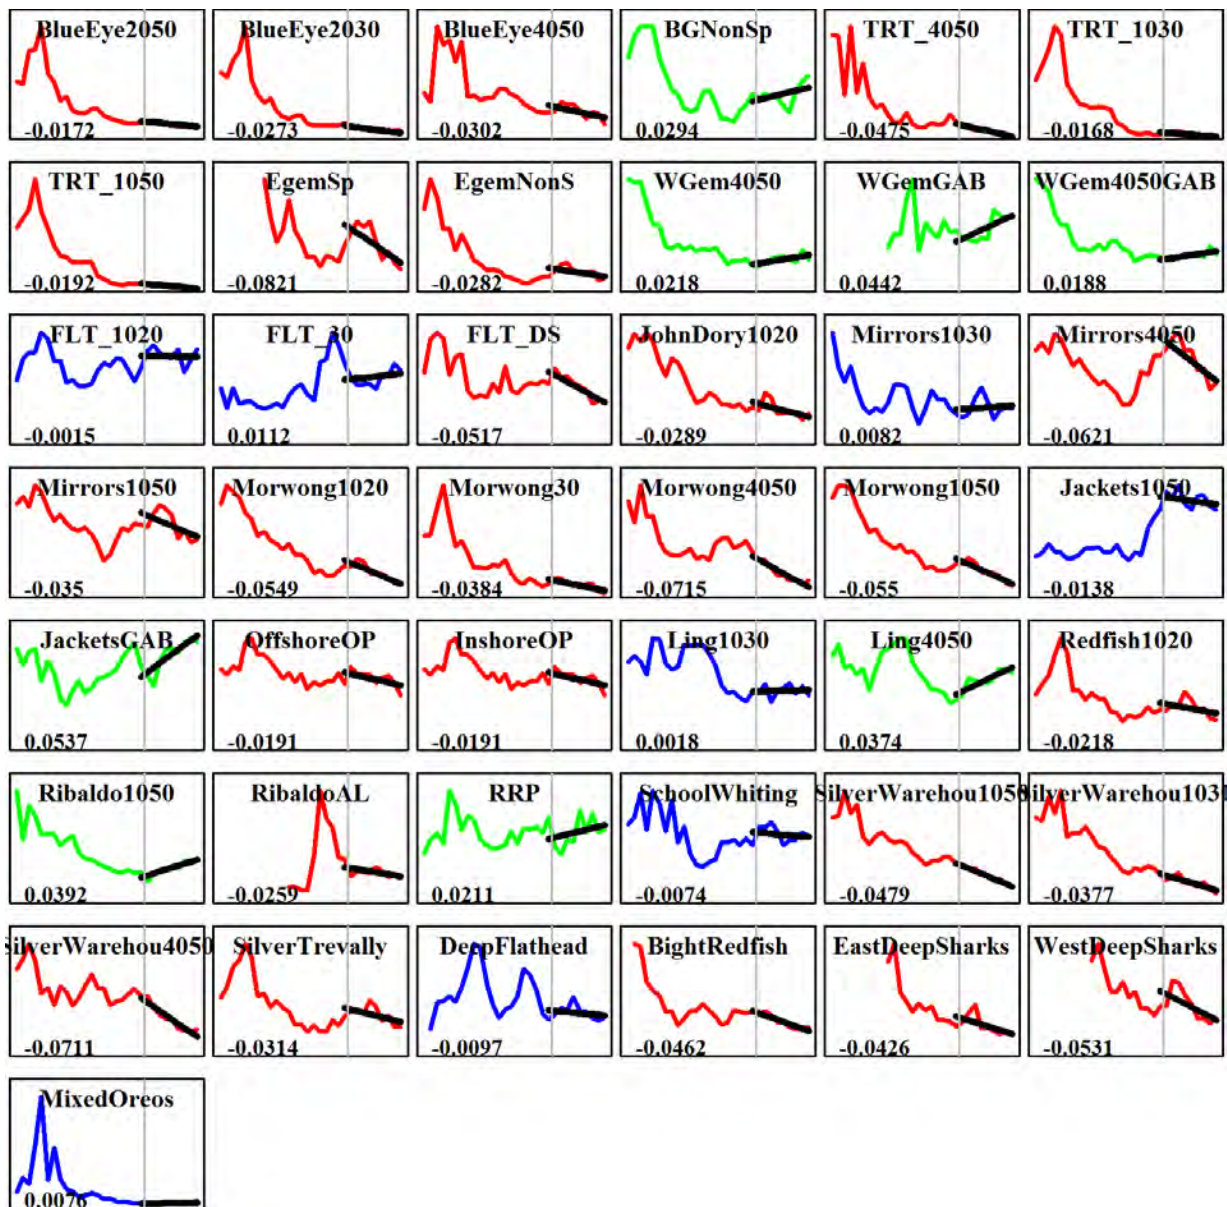 BlueEye2050 BlueEye2030 BlueEye4050 BGNonSp TRT_4050 TRT_1030
-0.0172 -0.0273 -0.0302 0.0294 -0.0475 -0.0168
TRT_1050 EgemSp EgemNonS WGem4050 WGemGAB WGem4050GAB
-0.0192 -0.0821 -0.0282 0.0218 0.0442 0.0188
FLT_1020 FLT_30 FLT_DS JohnDory1020 Mirrors1030 Mirrors4050
-0.0015 0.0112 -0.0517 -0.0289 0.0082 -0.0621
Mirrors1050 Morwong1020 Morwong30 Morwong4050 Morwong1050 Jackets1050
-0.035 -0.0549 -0.0384 -0.0715 -0.055 -0.0138
JacketsGAB OffshoreOP InshoreOP Ling1030 Ling4050 Redfish1020
0.0537 -0.0191 -0.0191 0.0018 0.0374 -0.0218
Ribaldo1050 RibaldoAL RRP SchoolWhiting SilverWarehou1050 SilverWarehou1030
0.0392 -0.0259 0.0211 -0.0074 -0.0479 -0.0377
SilverWarehou4050 SilverTrevally DeepFlathead BightRedfish EastDeepSharks WestDeepSharks
-0.0711 -0.0314 -0.0097 -0.0462 -0.0426 -0.0531
MixedOreos
0.0076